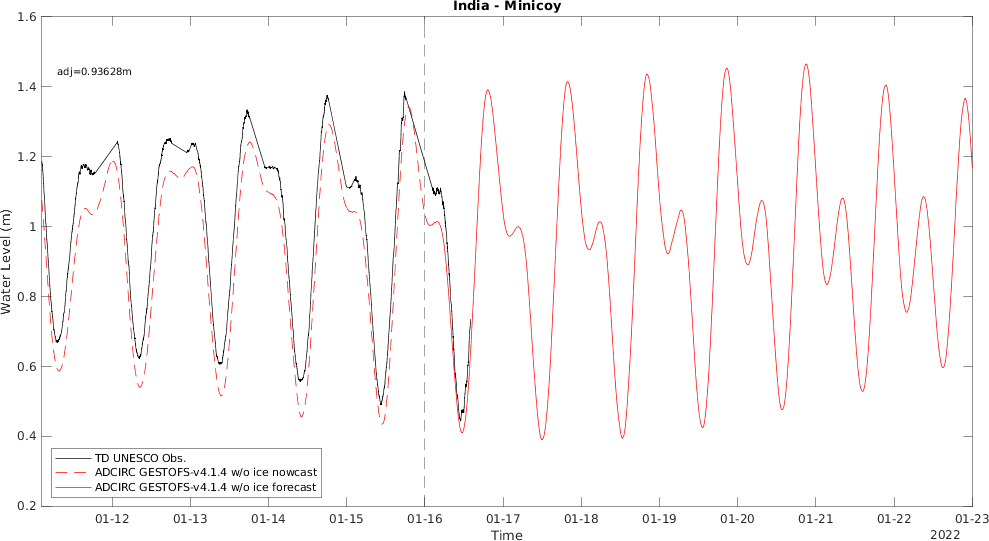 India - Minicoy
1.6
adj=0.93628m
1.4
1.2
1
0.8
0.6
0.4
0.2
Water Level (m)
TD UNESCO Obs.
ADCIRC GESTOFS-v4.1.4 w/o ice nowcast
ADCIRC GESTOFS-v4.1.4 w/o ice forecast
01-12 01-13 01-14 01-15 01-16 01-17 01-18 01-19 01-20 01-21 01-22 01-23
Time
2022